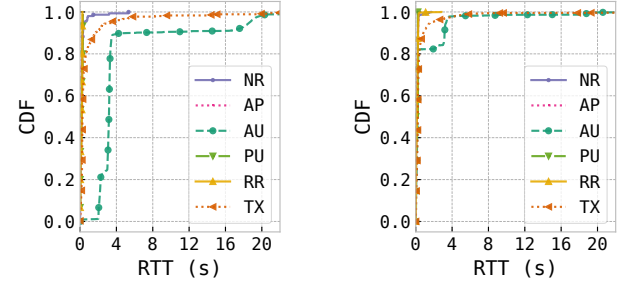 1.0
0.8
0.6
0.4
0.2
0.0
CDF
NR
AP
AU
PU
RR
TX
0 4 8 12 16 20
RTT (s)
1.0
0.8
0.6
0.4
0.2
0.0
CDF
NR
AP
AU
PU
RR
TX
0 4 8 12 16 20
RTT (s)